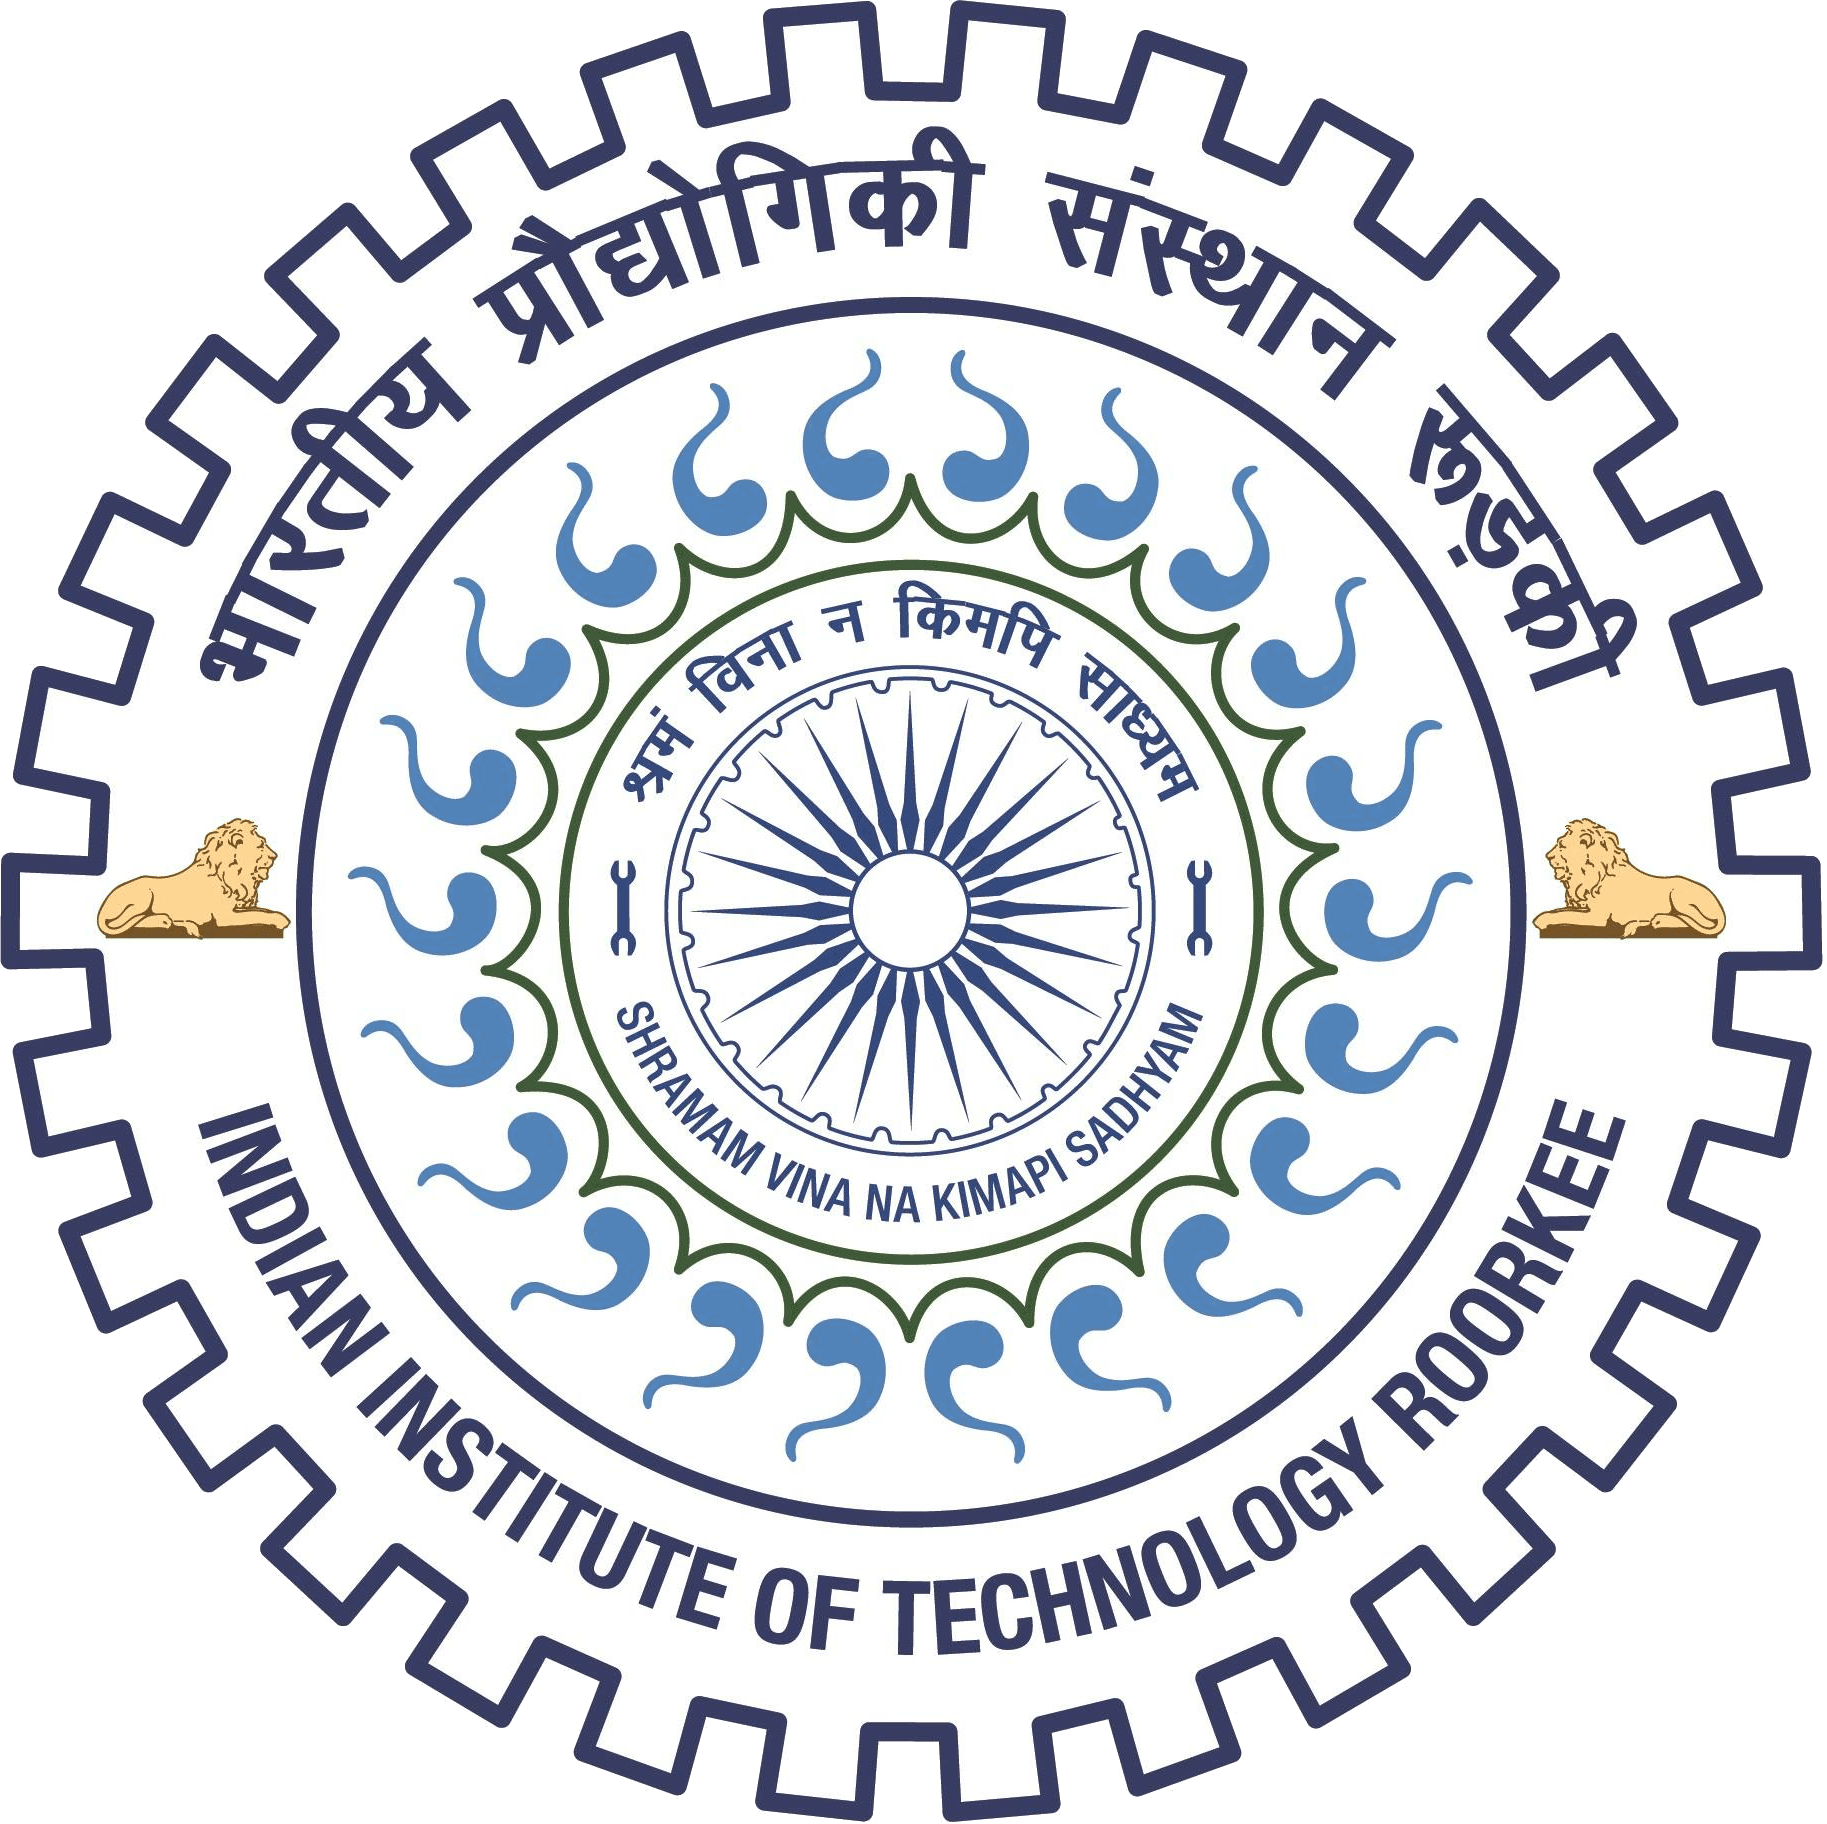 भारतीय प्रौद्योगिकी संस्थान रुड़की
श्रमं विना न किमपि साध्यम
SHRAMAM VINA NA KIMAPI SADHYAM
INDIAN INSTITUTE OF TECHNOLOGY ROORKEE